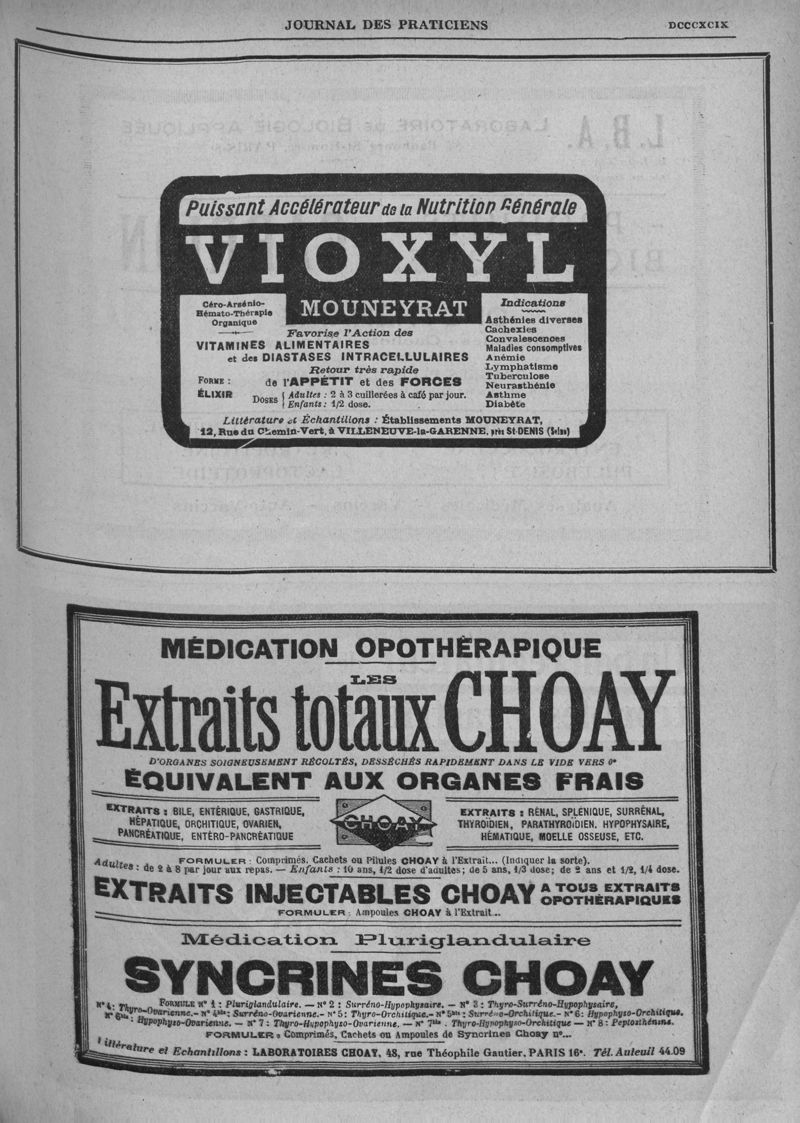 JOURNAL DES PRATICIENS
DCCCXCIX
Puissant Accélérateur de la Nutrition Générale
VIOXYL
MOUNEYRAT
Céro-Arsénio-
Hémato-Thérapie
Organique
Favorise l'Action des
VITAMINES ALIMENTAIRES
et des DIASTASES INTRACELLULAIRES
Retour très rapide
de l'APPÉTIT et des FORCES
FORME :
ÉLIXIR
DOSES
Adultes : 2 à 3 cuillerées à café par jour.
Enfants : 1/2 dose.
Indications
Asthénies diverses
Cachexies
Convalescences
Maladies consomptives
Anémie
Lymphatisme
Tuberculose
Neurasthénie
Asthme
Diabète
Littérature et Échantillons : Établissements MOUNEYRAT,
12, Rue du Chemin-Vert, à VILLENEUVE-la-GARENNE, près St-DENIS (Seine)
MÉDICATION OPOTHÉRAPIQUE
LES
Extraits totaux CHOAY
D'ORGANES SOIGNEUSEMENT RÉCOLTÉS, DESSÉCHÉS RAPIDEMENT DANS LE VIDE VERS 0°
ÉQUIVALENT AUX ORGANES FRAIS
EXTRAITS : BILE, ENTÉRIQUE, GASTRIQUE,
HÉPATIQUE, ORCHITIQUE, OVARIEN,
PANCRÉATIQUE, ENTÉRO-PANCRÉATIQUE
CHOAY
EXTRAITS : RÉNAL, SPLÉNIQUE, SURRÉNAL,
THYROÏDIEN, PARATHYROïDIEN, HYPOPHYSAIRE,
HÉMATIQUE, MOELLE OSSEUSE, ETC.
FORMULER : Comprimés, Cachets ou Pilules CHOAY à l'Extrait... (Indiquer la sorte).
Adultes : de 2 à 8 par jour aux repas. — Enfants : 10 ans, 1/2 dose d'adultes; de 5 ans, 1/3 dose; de 2 ans et 1/2, 1/4 dose.
EXTRAITS INJECTABLES CHOAY A TOUS EXTRAITS OPOTHÉRAPIQUES
FORMULER : Ampoules CHOAY à l'Extrait...
Médication Pluriglandulaire
SYNCRINES CHOAY
FORMULE N° 1 : Pluriglandulaire. — N° 2 : Surréno-Hypophysaire. — N° 3 : Thyro-Surréno-Hypophysaire,
N° 4 : Thyro-Ovarienne. - N° 4bis : Surréno-Ovarienne. - N° 5 : Thyro-Orchitique. - N° 5bis : Surréno-Orchitique. - N° 6 : Hypophyso-Orchitique.
N° 6bis : Hypophyso-Ovarienne. — N° 7 : Thyro-Hypophyso-Ovarienne. — N° 7bis : Thyro-Hypophyso-Orchitique — N° 8 : Peptosthénine.
FORMULER : Comprimés, Cachets ou Ampoules de Syncrines Choay n°...
Littérature et Echantillons : LABORATOIRES CHOAY, 48, rue Théophile Gautier, PARIS 16e. Tél. Auteuil 44.09